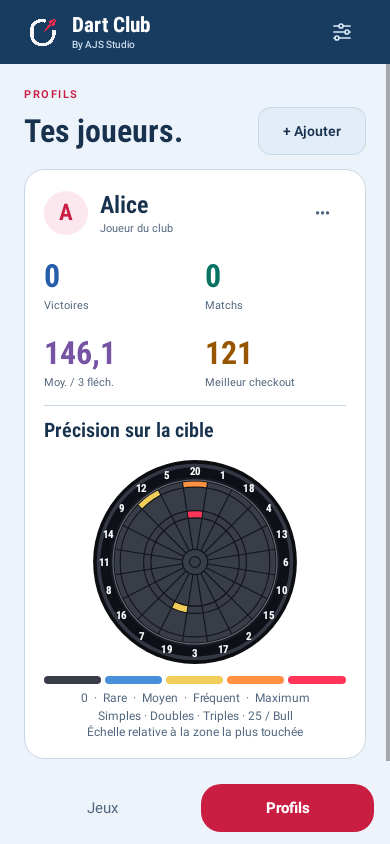 Dart Club
By AJS Studio
PROFILS
Tes joueurs.
+ Ajouter
A
Alice
Joueur du club
0
Victoires
0
Matchs
146,1
Moy. / 3 fléch.
121
Meilleur checkout
Précision sur la cible
20
1
18
4
13
6
10
15
2
17
3
19
7
16
8
11
14
9
12
5
0 · Rare · Moyen · Fréquent · Maximum
Simples · Doubles · Triples · 25 / Bull
Échelle relative à la zone la plus touchée
Jeux
Profils